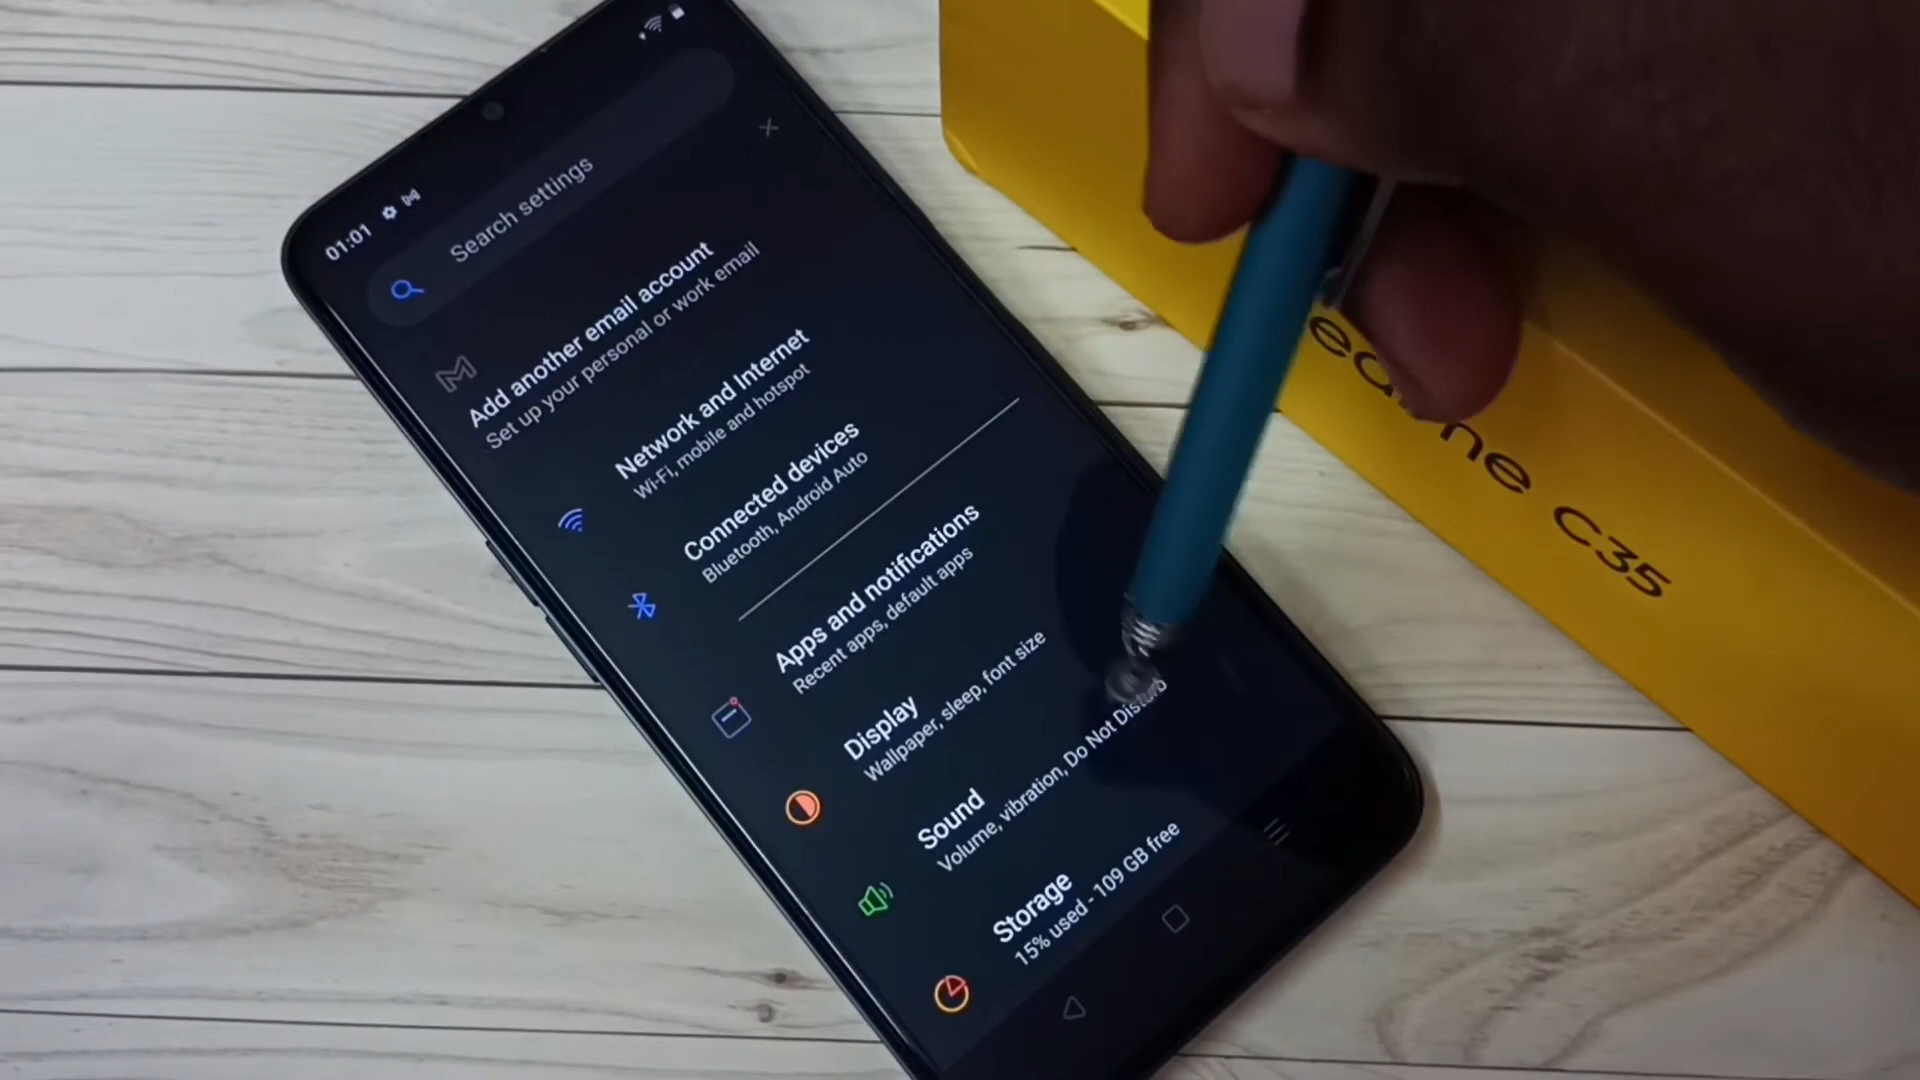 01:01
Search settings
Add another email account
Set up your personal or work email
Network and Internet
Wi-Fi, mobile and hotspot
Connected devices
Bluetooth, Android Auto
Apps and notifications
Recent apps, default apps
Display
Wallpaper, sleep, font size
Sound
Volume, vibration, Do Not Disturb
Storage
15% used - 109 GB free
C35